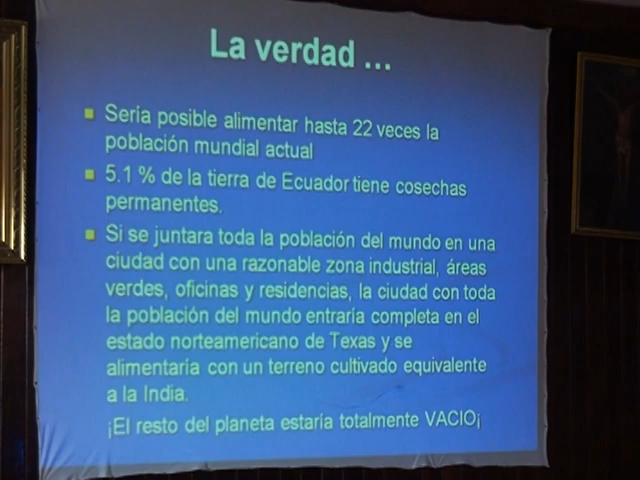 La verdad ...
Seria posible alimentar hasta 22 veces la
población mundial actual
5.1 % de la tierra de Ecuador tiene cosechas
permanentes.
Si se juntara toda la población del mundo en una
ciudad con una razonable zona industrial, áreas
verdes, oficinas y residencias, la ciudad con toda
la población del mundo entraría completa en el
estado norteamericano de Texas y se
alimentaría con un terreno cultivado equivalente
a la India.
¡El resto del planeta estaría totalmente VACIO¡